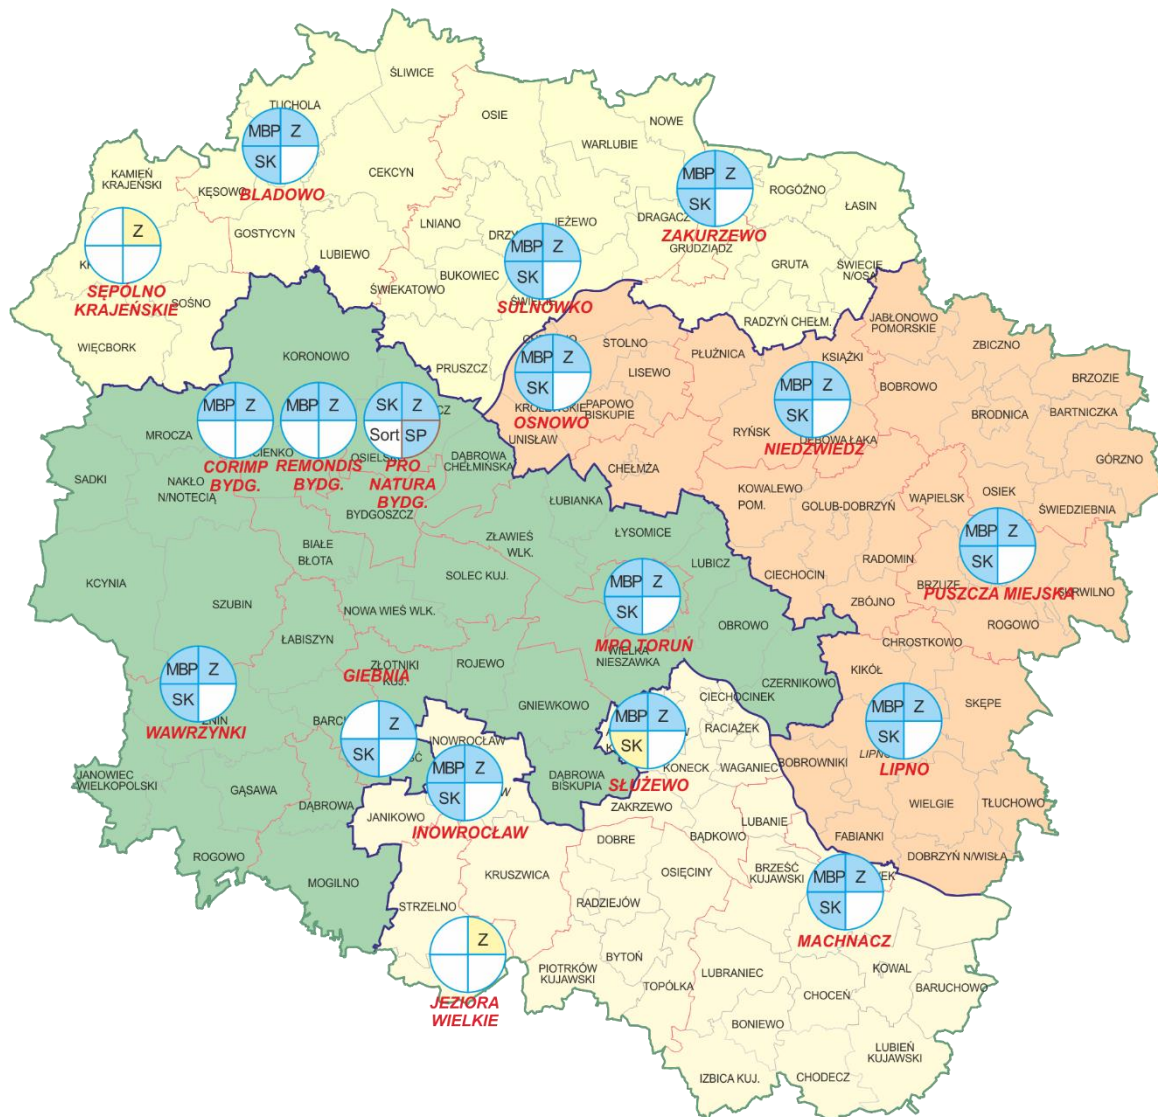 ŚLIWICE
TUCHOLA
OSIE
NOWE
MBP Z
SK
BLADOWO
WARLUBIE
KAMIEŃ
KRAJEŃSKI
KĘSOWO
CEKCYN
MBP Z
SK
ZAKURZEWO
ROGÓŹNO
ŁASIN
DRAGACZ
GRUDZIĄDZ
LNIANO
JEŻEWO
GOSTYCYN
Z
SĘPOLNO
KRAJEŃSKIE
LUBIEWO
BUKOWIEC
MBP Z
SK
SULNÓWKO
GRUTA
ŚWIECIE
N/OSĄ
ŚWIEKATOWO
SOŚNO
WIĘCBORK
RADZYŃ CHEŁM.
JABŁONOWO
POMORSKIE
KORONOWO
PRUSZCZ
MBP Z
SK
OSNOWO
STOLNO
LISEWO
PŁUŻNICA
KSIĄŻKI
ZBICZNO
BRZOZIE
BOBROWO
BARTNICZKA
BRODNICA
PAPOWO
BISKUPIE
UNISŁAW
MBP Z
SK
NIEDŹWIEDŹ
RYŃSK
DĘBOWA ŁĄKA
MROCZA
MBP Z
CORIMP
BYDG.
MBP Z
REMONDIS
BYDG.
SK Z
Sort SP
PRO
NATURA
BYDG.
DĄBROWA
CHEŁMIŃSKA
CHEŁMŻA
GÓRZNO
SADKI
NAKŁO
N/NOTECIĄ
KOWALEWO
POM.
GOLUB-DOBRZYŃ
WĄPIELSK
OSIEK
ŚWIEDZIEBNIA
ŁUBIANKA
BYDGOSZCZ
ŁYSOMICE
ZŁAWIEŚ
WLK.
BIAŁE
BŁOTA
MBP Z
SK
PUSZCZA MIEJSKA
RADOMIN
LUBICZ
KCYNIA
SOLEC KUJ.
CIECHOCIN
BRZUZE
ZBÓJNO
ROGOWO
MBP Z
SK
MPO TORUŃ
SZUBIN
NOWA WIEŚ WLK.
OBROWO
CHROSTKOWO
ŁABISZYN
WIELKA
NIESZAWKA
KIKÓŁ
MBP Z
SK
WAWRZYNKI
GIEBNIA
ZŁOTNIKI
KUJ.
ROJEWO
CZERNIKOWO
CIECHOCINEK
SKĘPE
GNIEWKOWO
MBP Z
SK
SŁUŻEWO
RACIĄŻEK
MBP Z
SK
LIPNO
LIPNO
Z
SK
INOWROCŁAW
KONECK
WAGANIEC
BOBROWNIKI
JANOWIEC
WIELKOPOLSKI
GĄSAWA
DĄBROWA
MBP Z
SK
INOWROCŁAW
DĄBROWA
BISKUPIA
JANIKOWO
ZAKRZEWO
WIELGIE
TŁUCHOWO
LUBANIE
BĄDKOWO
FABIANKI
DOBRE
DOBRZYŃ N/WISŁĄ
ROGOWO
MOGILNO
KRUSZWICA
OSIĘCINY
BRZEŚĆ
KUJAWSKI
MBP Z
SK
MACHNACZ
STRZELNO
RADZIEJÓW
Z
JEZIORA
WIELKIE
BYTOŃ
PIOTRKÓW
KUJAWSKI
TOPÓLKA
LUBRANIEC
KOWAL
BARUCHOWO
CHOCEŃ
BONIEWO
LUBIEŃ
KUJAWSKI
IZBICA KUJ.
CHODECZ